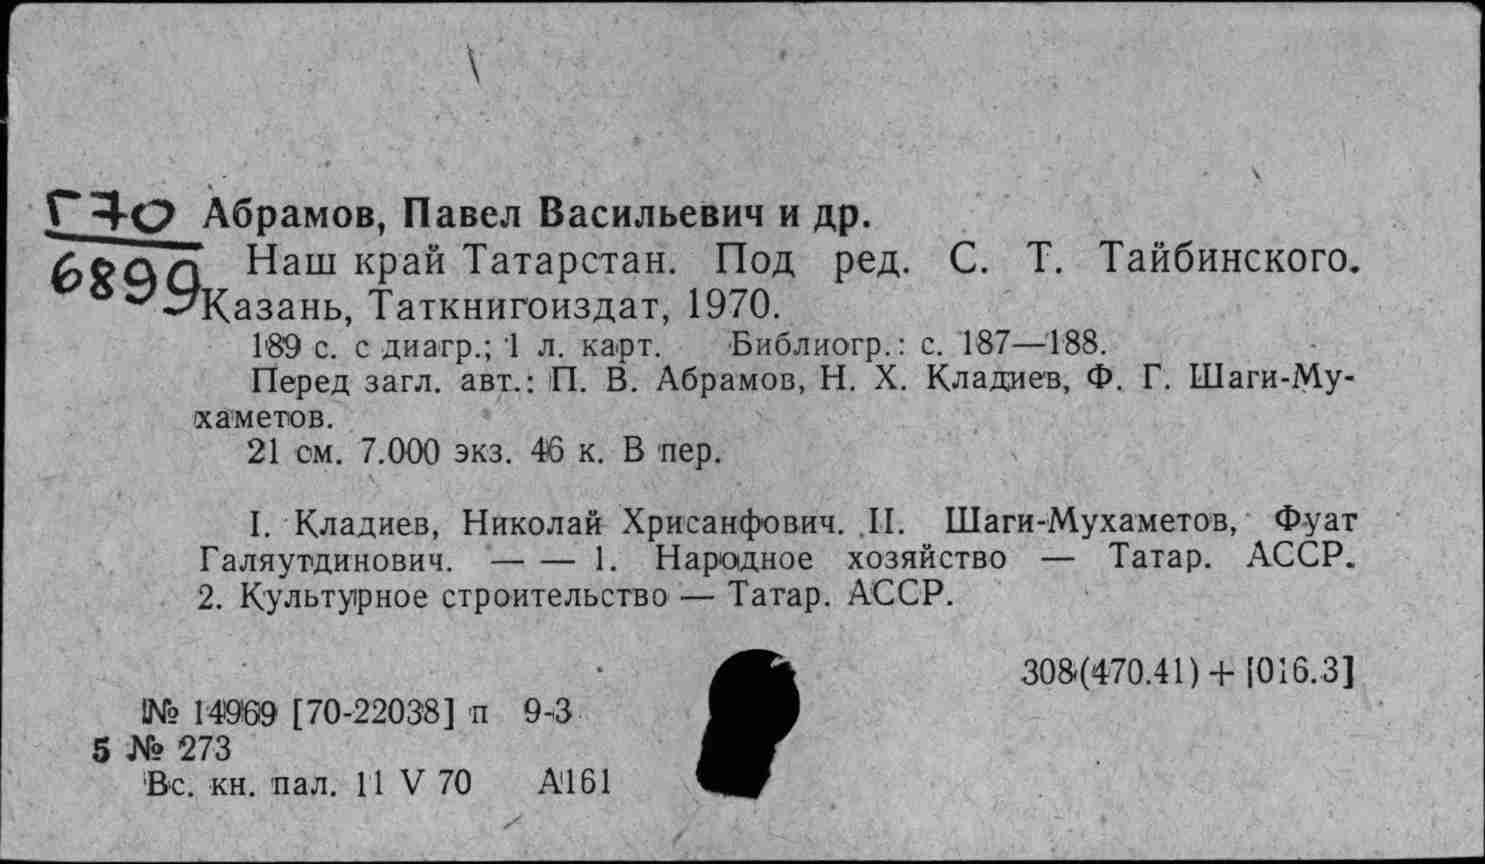 Г70 Абрамов, Павел Васильевич и др.
6899 Наш край Татарстан. Под ред. С. Т. Тайбинского.
Казань, Таткнигоиздат, 1970.
189 с. с диагр.; 1 л. карт. Библиогр.: с. 187—188.
Перед загл. авт.: П. В. Абрамов, Н. Х. Кладиев, Ф. Г. Шаги-Му-
хаметов.
21 см. 7.000 экз. 46 к. В пер.
I. Кладиев, Николай Хрисанфович. II. Шаги-Мухаметов, Фуат
Галяутдинович. — — 1. Народное хозяйство — Татар. АССР.
2. Культурное строительство — Татар. АССР.
308(470.41) + [016.3]
№ 14969 [70-22038] п 9-3
5 № 273
Вс. кн. пал. 11 V 70 А161